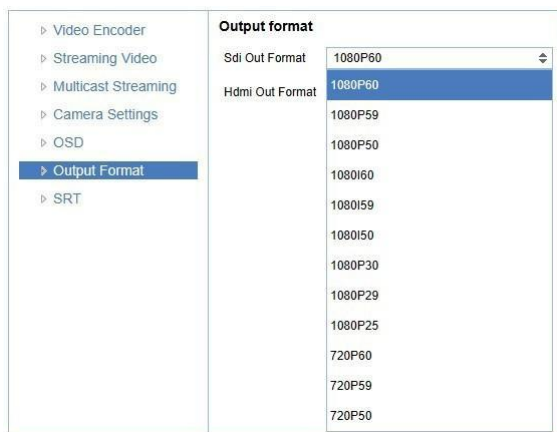 Video Encoder
Streaming Video
Multicast Streaming
Camera Settings
OSD
Output Format
SRT
Output format
Sdi Out Format 1080P60
Hdmi Out Format
1080P60
1080P59
1080P50
1080I60
1080I59
1080I50
1080P30
1080P29
1080P25
720P60
720P59
720P50